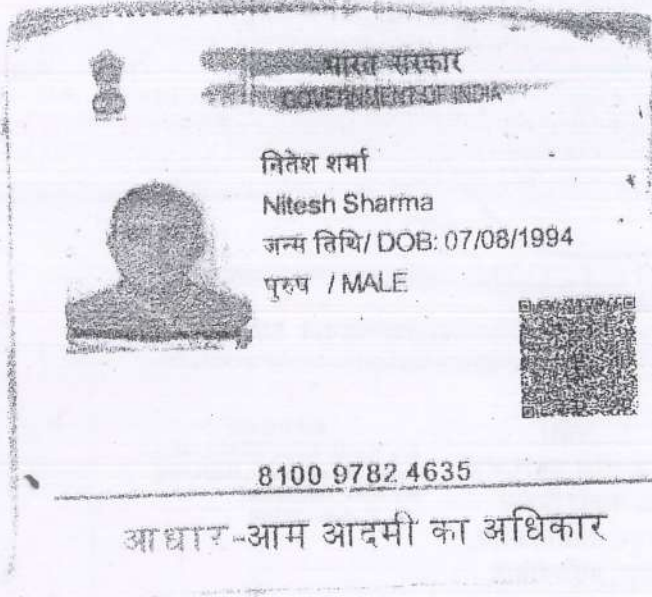 भारत सरकार
GOVERNMENT OF INDIA
नितेश शर्मा
Nitesh Sharma
जन्म तिथि/ DOB: 07/08/1994
पुरुष / MALE
8100 9782 4635
आधार-आम आदमी का अधिकार